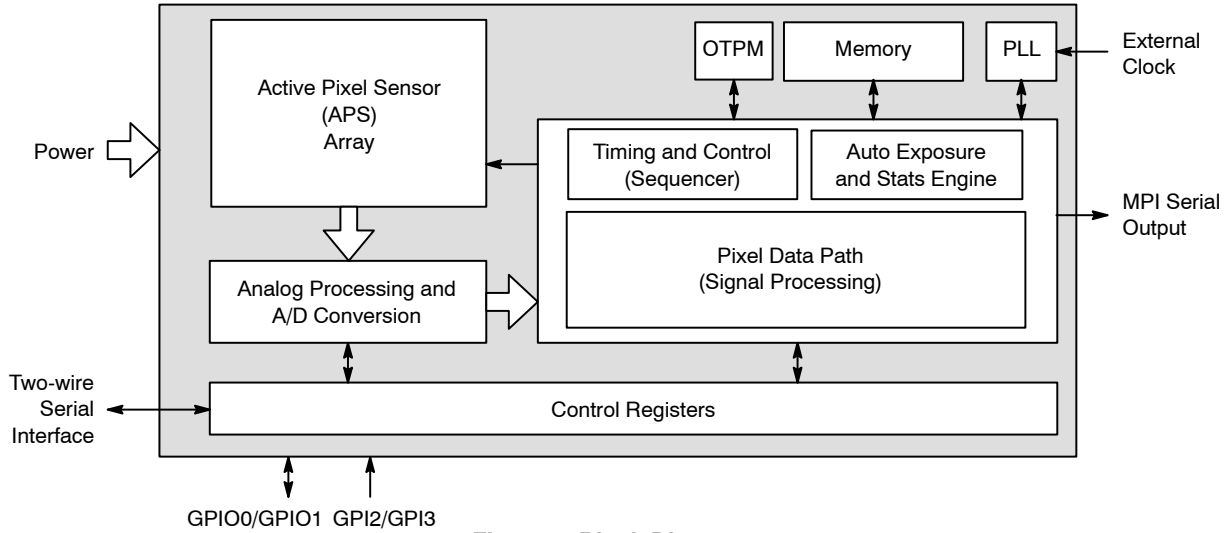 OTPM
Memory
PLL
External
Clock
Active Pixel Sensor
(APS)
Array
Power
Timing and Control
(Sequencer)
Auto Exposure
and Stats Engine
MPI Serial
Output
Pixel Data Path
(Signal Processing)
Analog Processing and
A/D Conversion
Two-wire
Serial
Interface
Control Registers
GPIO0/GPIO1
GPI2/GPI3